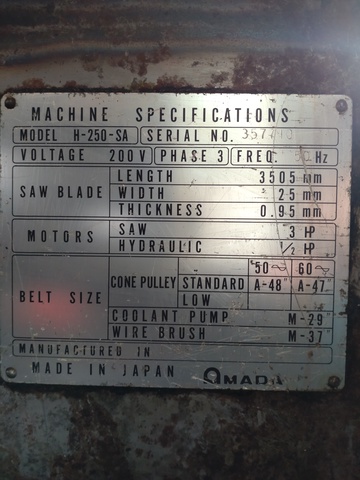 MACHINE SPECIFICATIONS
MODEL H-250-SA SERIAL NO.
VOLTAGE 200V PHASE 3 FREQ. Hz
SAW BLADE LENGTH 3505 mm
WIDTH 25 mm
THICKNESS 0.95 mm
MOTORS SAW 3 HP
HYDRAULIC 1/2 HP
BELT SIZE CONE PULLEY 50~ 60~
STANDARD A-48" A-47"
LOW
COOLANT PUMP M-29"
WIRE BRUSH M-37"
MANUFACTURED IN
MADE IN JAPAN AMADA